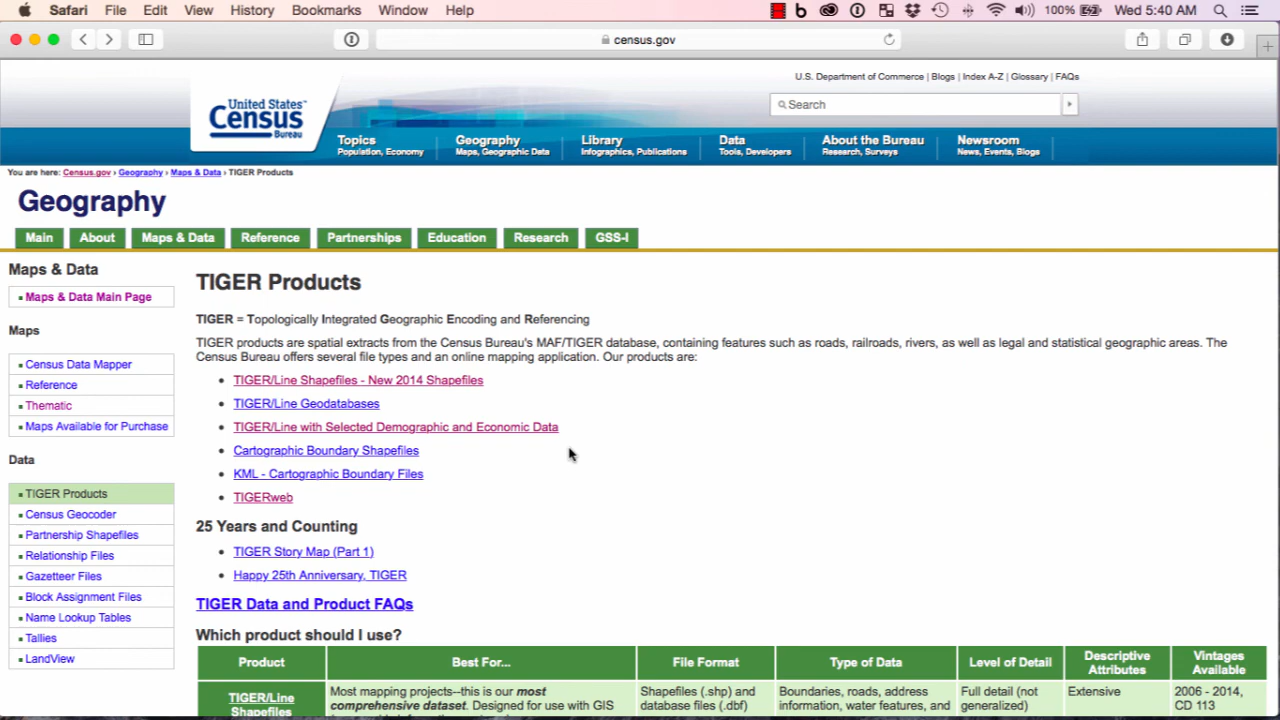 Safari File Edit View History Bookmarks Window Help 100% Wed 5:40 AM
census.gov
U.S. Department of Commerce | Blogs | Index A-Z | Glossary | FAQs
United States™
Census
Bureau
Search
Topics
Population, Economy
Geography
Maps, Geographic Data
Library
Infographics, Publications
Data
Tools, Developers
About the Bureau
Research, Surveys
Newsroom
News, Events, Blogs
You are here: Census.gov › Geography › Maps & Data › TIGER Products
Geography
Main About Maps & Data Reference Partnerships Education Research GSS-I
Maps & Data
Maps & Data Main Page
Maps
Census Data Mapper
Reference
Thematic
Maps Available for Purchase
Data
TIGER Products
Census Geocoder
Partnership Shapefiles
Relationship Files
Gazetteer Files
Block Assignment Files
Name Lookup Tables
Tallies
LandView
TIGER Products
TIGER = Topologically Integrated Geographic Encoding and Referencing
TIGER products are spatial extracts from the Census Bureau's MAF/TIGER database, containing features such as roads, railroads, rivers, as well as legal and statistical geographic areas. The
Census Bureau offers several file types and an online mapping application. Our products are:
• TIGER/Line Shapefiles - New 2014 Shapefiles
• TIGER/Line Geodatabases
• TIGER/Line with Selected Demographic and Economic Data
• Cartographic Boundary Shapefiles
• KML - Cartographic Boundary Files
• TIGERweb
25 Years and Counting
• TIGER Story Map (Part 1)
• Happy 25th Anniversary, TIGER
TIGER Data and Product FAQs
Which product should I use?
Product
Best For...
File Format
Type of Data
Level of Detail
Descriptive
Attributes
Vintages
Available
TIGER/Line
Shapefiles
Most mapping projects--this is our most
comprehensive dataset. Designed for use with GIS
Shapefiles (.shp) and
database files (.dbf)
Boundaries, roads, address
information, water features, and
Full detail (not
generalized)
Extensive
2006 - 2014,
CD 113